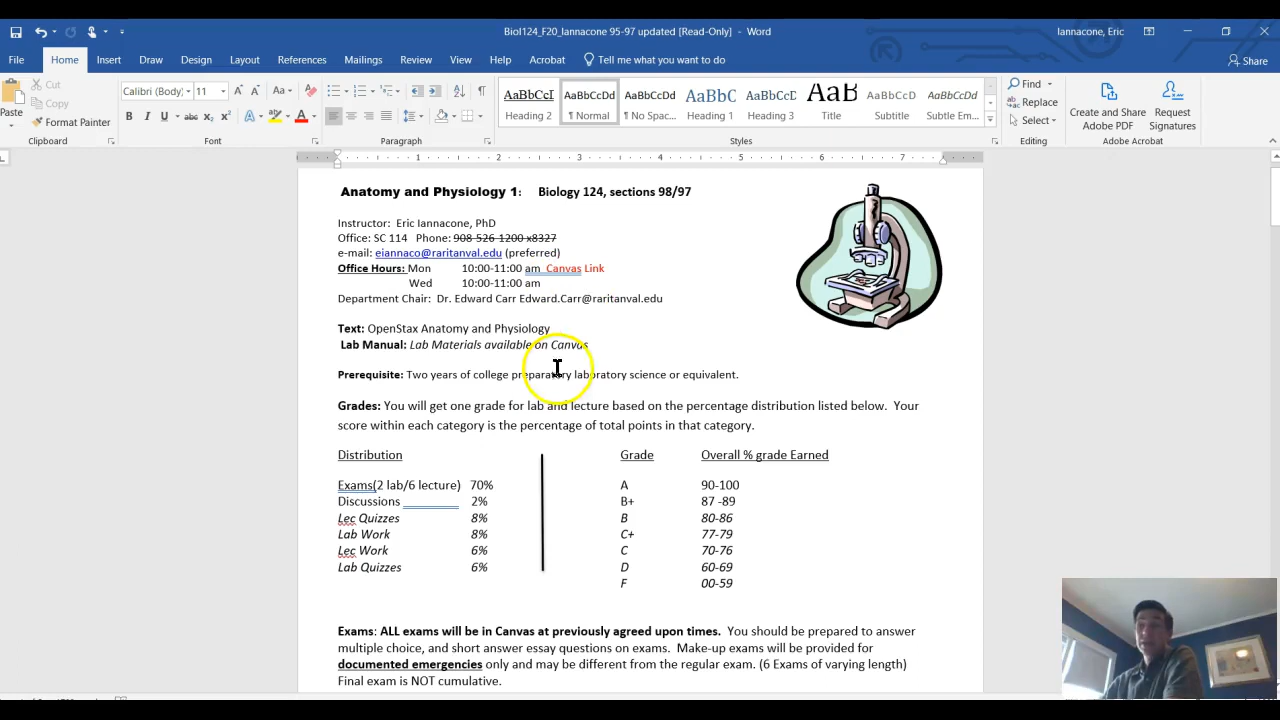 Biol124_F20_Iannacone 95-97 updated [Read-Only] - Word
Iannacone, Eric
File Home Insert Draw Design Layout References Mailings Review View Help Acrobat Tell me what you want to do
Share
Paste
Cut
Copy
Format Painter
Clipboard
Calibri (Body) 11
Font
Paragraph
AaBbCcI AaBbCcDd AaBbCcDd AaBbC AaBbCcDd AaBb AaBbCcDd AaBbCcDd
Heading 2 ¶ Normal ¶ No Spac... Heading 1 Heading 3 Title Subtitle Subtle Em...
Styles
Find
Replace
Select
Editing
Create and Share Adobe PDF
Request Signatures
Adobe Acrobat
1 2 3 4 5 6 7
Anatomy and Physiology 1: Biology 124, sections 98/97
Instructor: Eric Iannacone, PhD
Office: SC 114 Phone: 908-526-1200 x8327
e-mail: eiannaco@raritanval.edu (preferred)
Office Hours: Mon 10:00-11:00 am Canvas Link
Wed 10:00-11:00 am
Department Chair: Dr. Edward Carr Edward.Carr@raritanval.edu
Text: OpenStax Anatomy and Physiology
Lab Manual: Lab Materials available on Canvas
Prerequisite: Two years of college preparatory laboratory science or equivalent.
Grades: You will get one grade for lab and lecture based on the percentage distribution listed below. Your
score within each category is the percentage of total points in that category.
Distribution Grade Overall % grade Earned
Exams(2 lab/6 lecture) 70% A 90-100
Discussions 2% B+ 87 -89
Lec Quizzes 8% B 80-86
Lab Work 8% C+ 77-79
Lec Work 6% C 70-76
Lab Quizzes 6% D 60-69
F 00-59
Exams: ALL exams will be in Canvas at previously agreed upon times. You should be prepared to answer
multiple choice, and short answer essay questions on exams. Make-up exams will be provided for
documented emergencies only and may be different from the regular exam. (6 Exams of varying length)
Final exam is NOT cumulative.